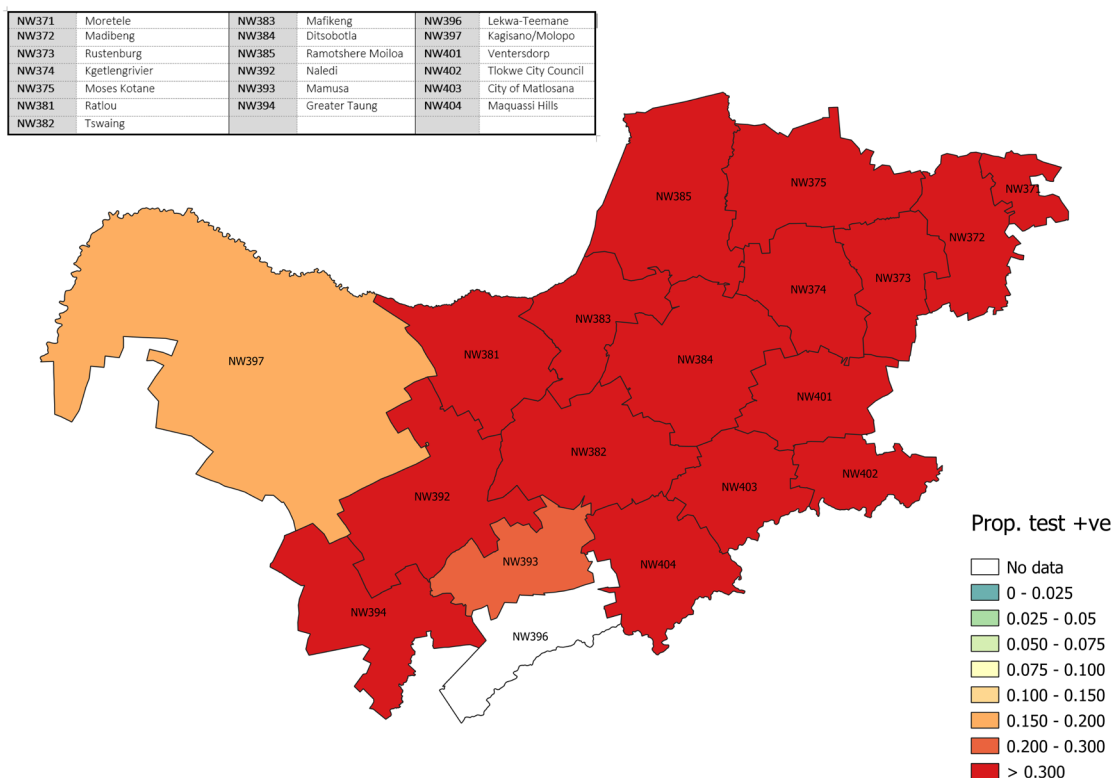 NW371 Moretele NW383 Mafikeng NW396 Lekwa-Teemane
NW372 Madibeng NW384 Ditsobotla NW397 Kagisano/Molopo
NW373 Rustenburg NW385 Ramotshere Moiloa NW401 Ventersdorp
NW374 Kgetlengrivier NW392 Naledi NW402 Tlokwe City Council
NW375 Moses Kotane NW393 Mamusa NW403 City of Matlosana
NW381 Ratlou NW394 Greater Taung NW404 Maquassi Hills
NW382 Tswaing
NW385
NW375
NW371
NW372
NW374
NW373
NW383
NW381
NW384
NW397
NW401
NW382
NW402
NW403
NW392
NW393
NW404
NW394
NW396
Prop. test +ve
No data
0 - 0.025
0.025 - 0.05
0.050 - 0.075
0.075 - 0.100
0.100 - 0.150
0.150 - 0.200
0.200 - 0.300
> 0.300